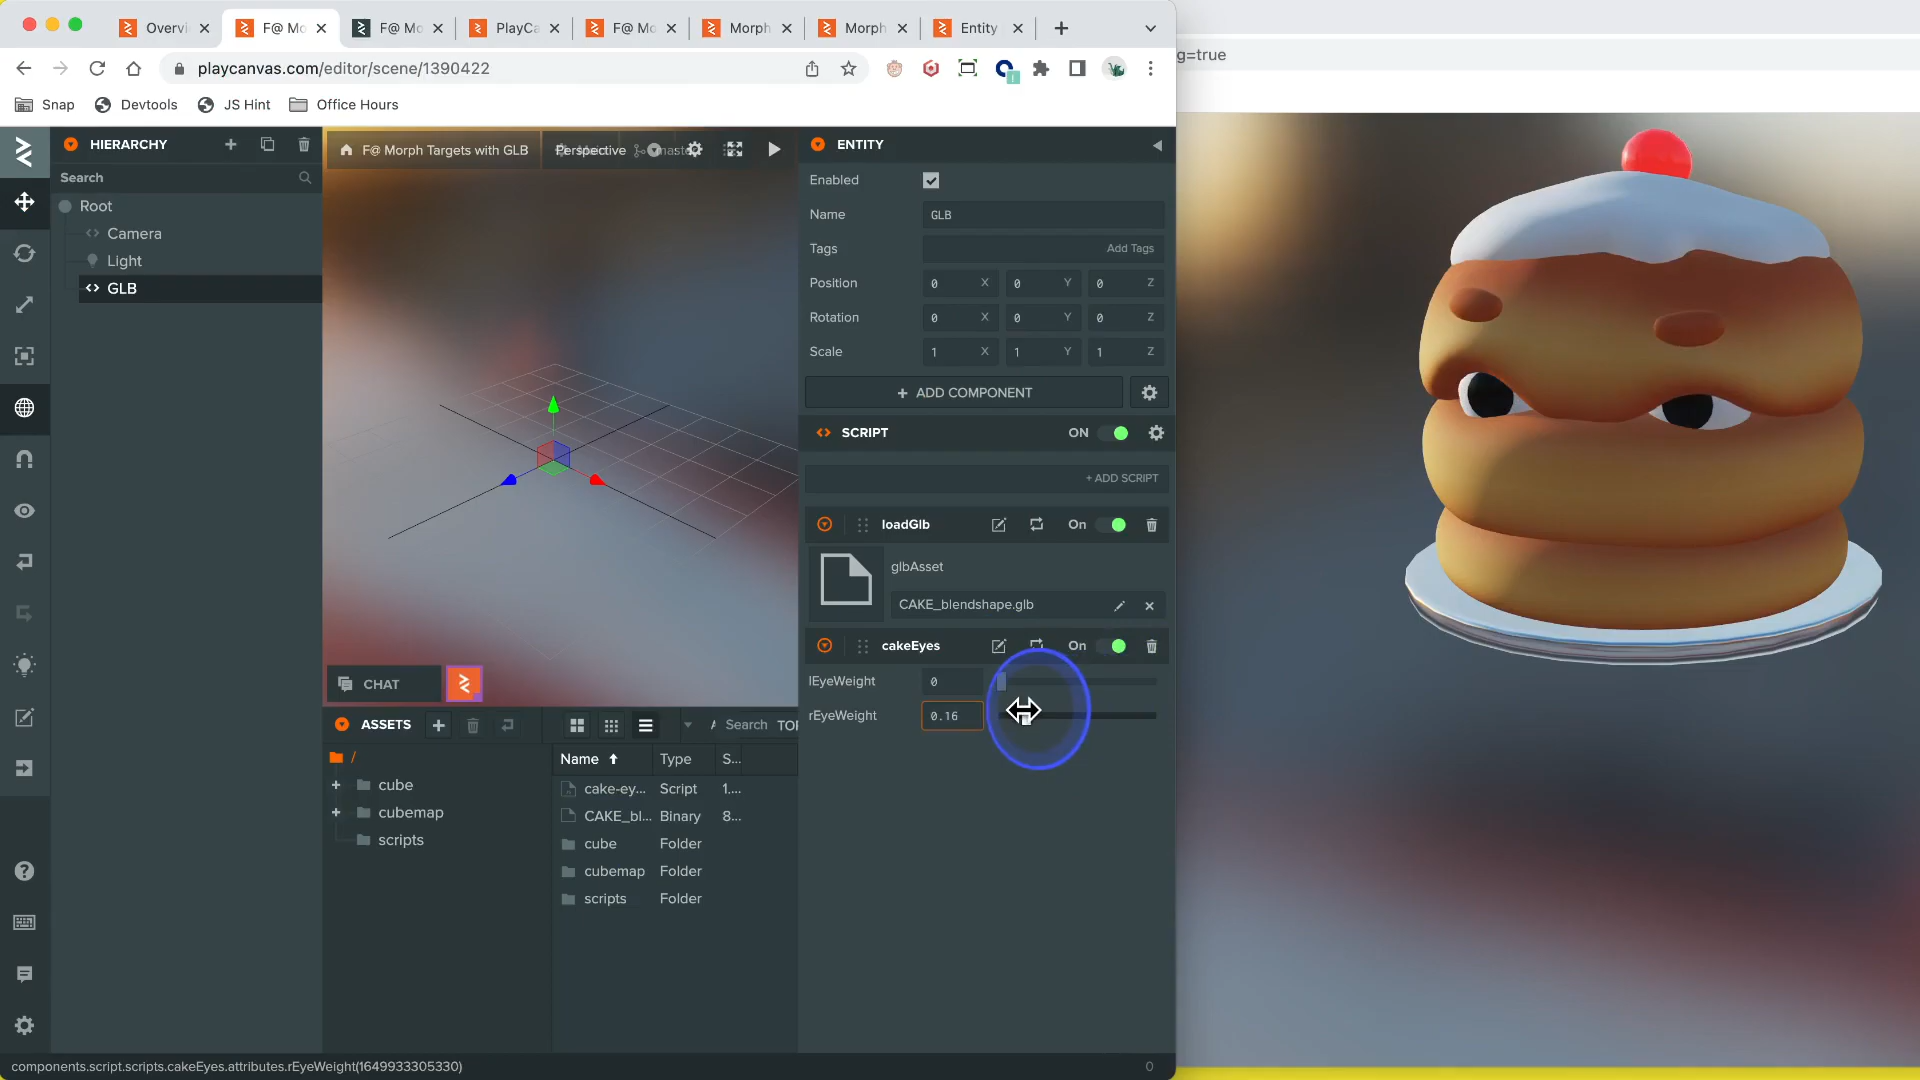 Overvi
F@ Mo
F@ Mo
PlayCa
F@ Mo
Morph
Morph
Entity
playcanvas.com/editor/scene/1390422
g=true
Snap
Devtools
JS Hint
Office Hours
HIERARCHY
Search
Root
Camera
Light
GLB
F@ Morph Targets with GLB
Perspective
ENTITY
Enabled
Name
GLB
Tags
Add Tags
Position
0 X 0 Y 0 Z
Rotation
0 X 0 Y 0 Z
Scale
1 X 1 Y 1 Z
+ ADD COMPONENT
SCRIPT
ON
+ ADD SCRIPT
loadGlb
On
glbAsset
CAKE_blendshape.glb
cakeEyes
On
lEyeWeight
0
rEyeWeight
0.16
CHAT
ASSETS
Search
/
cube
cubemap
scripts
Name Type S...
cake-ey... Script 1....
CAKE_bl... Binary 8...
cube Folder
cubemap Folder
scripts Folder
components.script.scripts.cakeEyes.attributes.rEyeWeight(1649933305330)
0